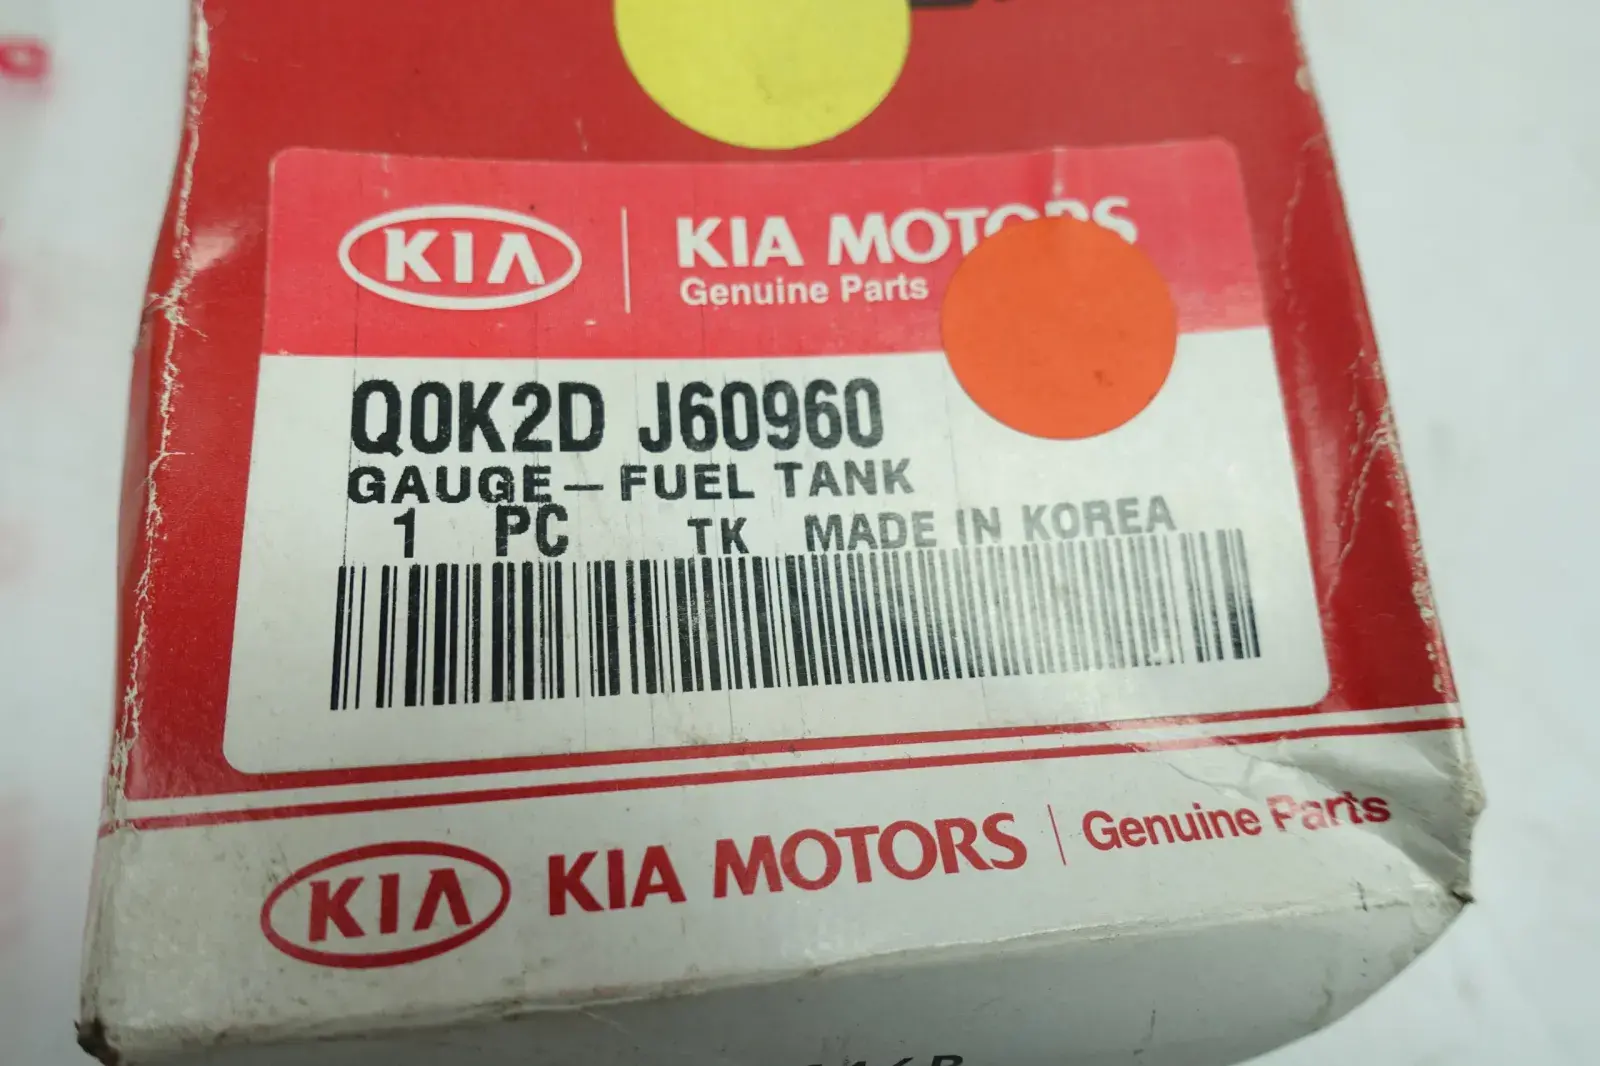 KIA KIA MOTORS
Genuine Parts
Q0K2D J60960
GAUGE-FUEL TANK
1 PC TK MADE IN KOREA
KIA KIA MOTORS Genuine Parts